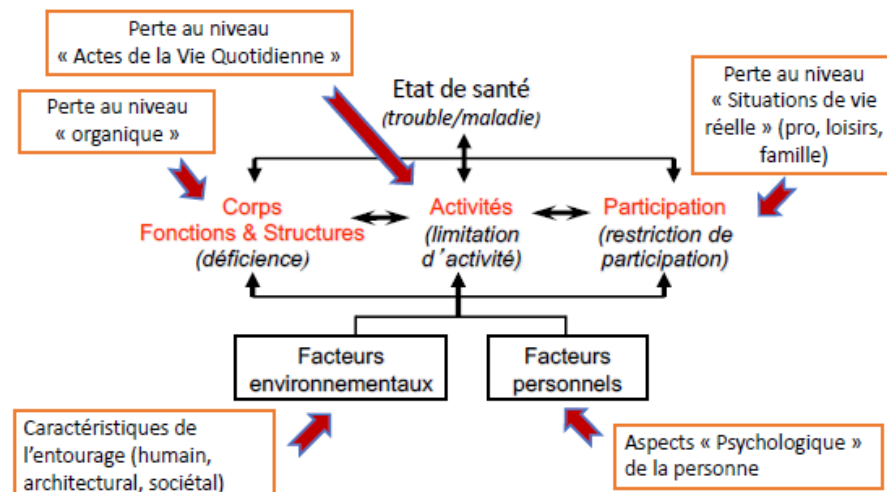 Perte au niveau
« Actes de la Vie Quotidienne »
Perte au niveau
« organique »
Etat de santé
(trouble/maladie)
Perte au niveau
« Situations de vie
réelle » (pro, loisirs,
famille)
Corps
Fonctions & Structures
(déficience)
Activités
(limitation
d'activité)
Participation
(restriction de
participation)
Facteurs
environnementaux
Facteurs
personnels
Caractéristiques de
l'entourage (humain,
architectural, sociétal)
Aspects « Psychologique »
de la personne